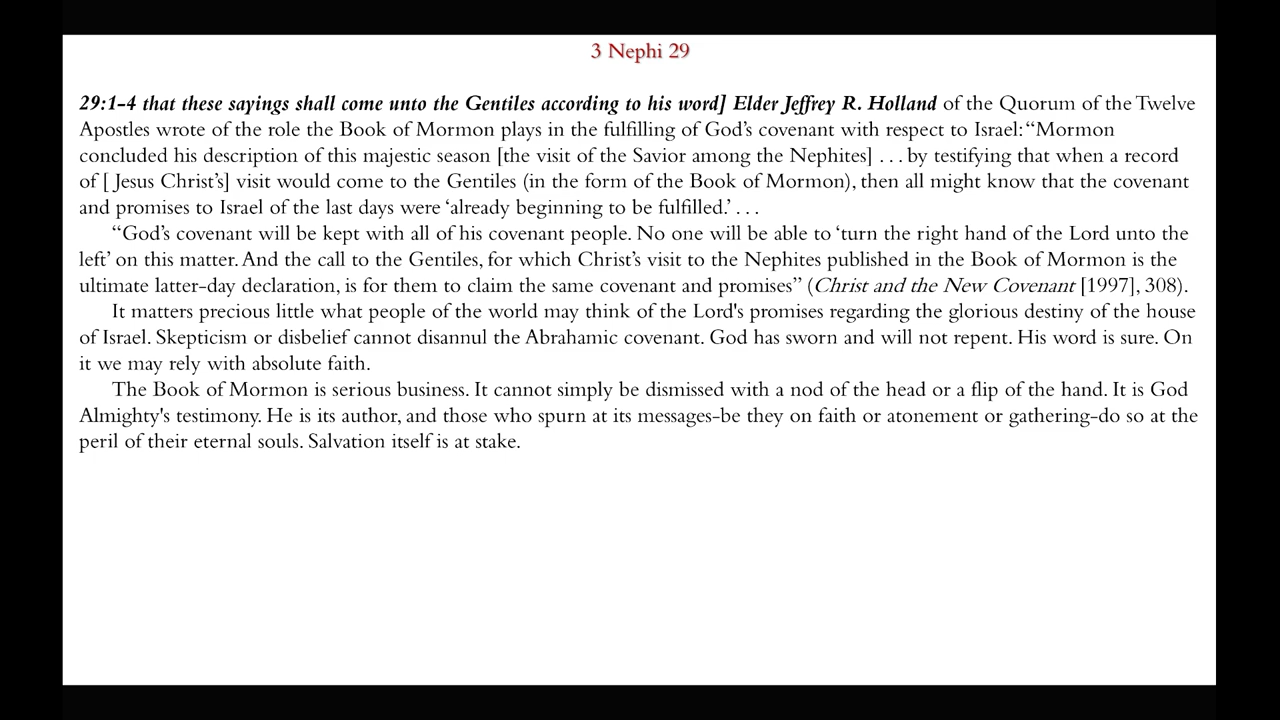 3 Nephi 29
29:1-4 that these sayings shall come unto the Gentiles according to his word] Elder Jeffrey R. Holland of the Quorum of the Twelve
Apostles wrote of the role the Book of Mormon plays in the fulfilling of God’s covenant with respect to Israel: “Mormon
concluded his description of this majestic season [the visit of the Savior among the Nephites] . . . by testifying that when a record
of [ Jesus Christ’s] visit would come to the Gentiles (in the form of the Book of Mormon), then all might know that the covenant
and promises to Israel of the last days were ‘already beginning to be fulfilled.’ . . .
“God’s covenant will be kept with all of his covenant people. No one will be able to ‘turn the right hand of the Lord unto the
left’ on this matter. And the call to the Gentiles, for which Christ’s visit to the Nephites published in the Book of Mormon is the
ultimate latter-day declaration, is for them to claim the same covenant and promises” (Christ and the New Covenant [1997], 308).
It matters precious little what people of the world may think of the Lord's promises regarding the glorious destiny of the house
of Israel. Skepticism or disbelief cannot disannul the Abrahamic covenant. God has sworn and will not repent. His word is sure. On
it we may rely with absolute faith.
The Book of Mormon is serious business. It cannot simply be dismissed with a nod of the head or a flip of the hand. It is God
Almighty's testimony. He is its author, and those who spurn at its messages-be they on faith or atonement or gathering-do so at the
peril of their eternal souls. Salvation itself is at stake.